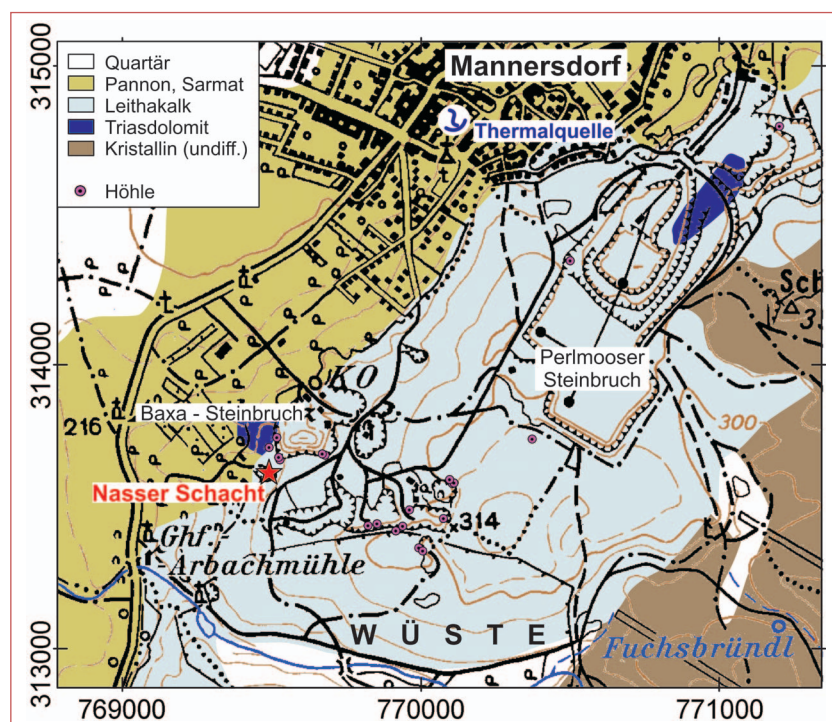 315000
314000
313000
Quartär
Pannon, Sarmat
Leithakalk
Triasdolomit
Kristallin (undiff.)
Höhle
Mannersdorf
Thermalquelle
Sch
Perlmooser
Steinbruch
KO
Baxa - Steinbruch
216
300
Nasser Schacht
314
Ghf.-
Arbachmühle
WÜSTE
Fuchsbründl
769000
770000
771000